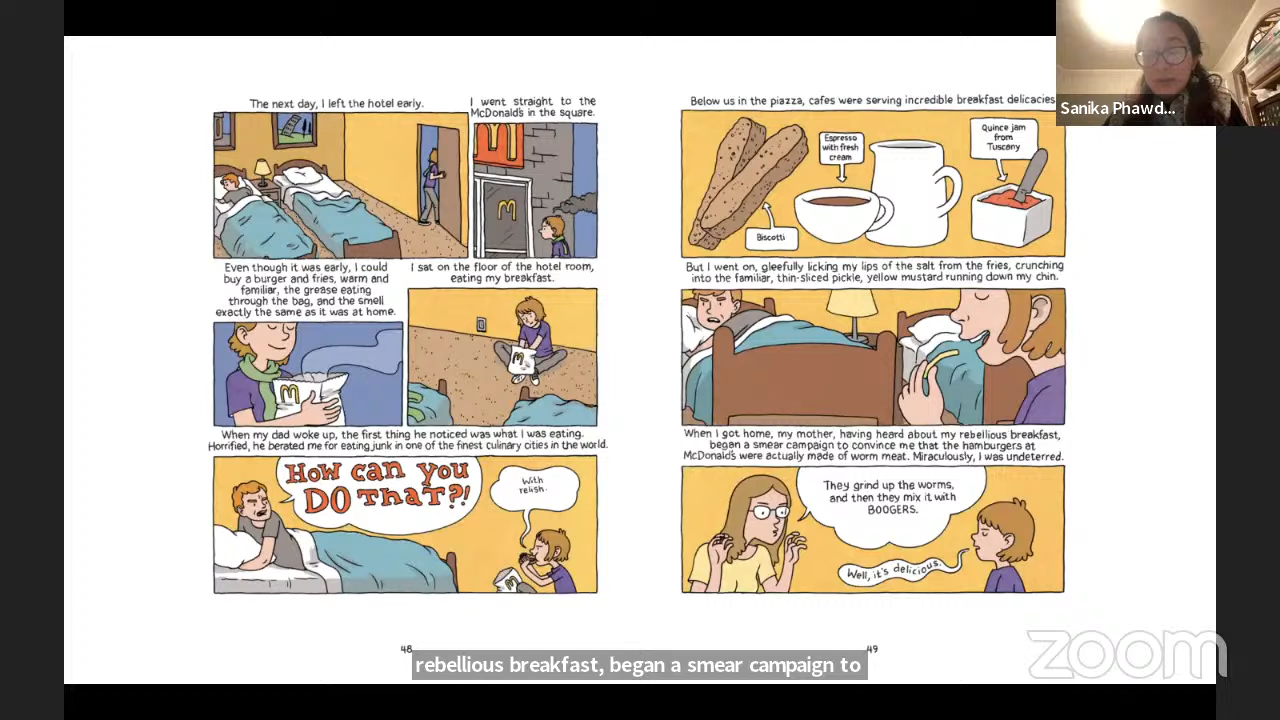 The next day, I left the hotel early.
I went straight to the
McDonald's in the square.
M
M
Even though it was early, I could
buy a burger and fries, warm and
familiar, the grease eating
through the bag, and the smell
exactly the same as it was at home.
M
I sat on the floor of the hotel room,
eating my breakfast.
M
When my dad woke up, the first thing he noticed was what I was eating.
Horrified, he berated me for eating junk in one of the finest culinary cities in the world.
HOW CAN YOU
DO THAT?!
With
relish.
M
48
Below us in the piazza, cafes were serving incredible breakfast delicacies
Espresso
with fresh
cream
Quince jam
from
Tuscany
Biscotti
But I went on, gleefully licking my lips of the salt from the fries, crunching
into the familiar, thin-sliced pickle, yellow mustard running down my chin.
When I got home, my mother, having heard about my rebellious breakfast,
began a smear campaign to convince me that the hamburgers at
McDonald's were actually made of worm meat. Miraculously, I was undeterred.
They grind up the worms,
and then they mix it with
BOOGERS.
Well, it's delicious.
49
Sanika Phawd...
rebellious breakfast, began a smear campaign to
zoom